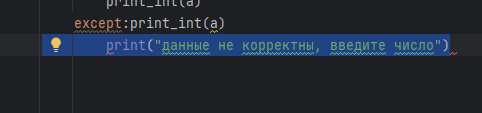 print_int(a)
except:print_int(a)
print("данные не корректны, введите число")